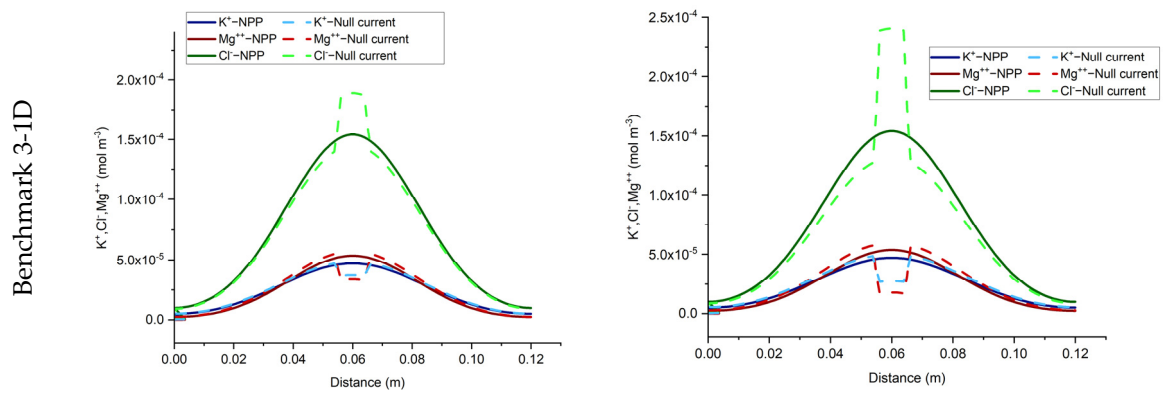 Benchmark 3-1D
K⁺–NPP K⁺–Null current
Mg⁺⁺–NPP Mg⁺⁺–Null current
Cl⁻–NPP Cl⁻–Null current
K⁺,Cl⁻,Mg⁺⁺ (mol m⁻³)
2.0x10⁻⁴
1.5x10⁻⁴
1.0x10⁻⁴
5.0x10⁻⁵
0.0
0.00 0.02 0.04 0.06 0.08 0.10 0.12
Distance (m)
K⁺–NPP K⁺–Null current
Mg⁺⁺–NPP Mg⁺⁺–Null current
Cl⁻–NPP Cl⁻–Null current
K⁺,Cl⁻,Mg⁺⁺ (mol m⁻³)
2.5x10⁻⁴
2.0x10⁻⁴
1.5x10⁻⁴
1.0x10⁻⁴
5.0x10⁻⁵
0.0
0.00 0.02 0.04 0.06 0.08 0.10 0.12
Distance (m)